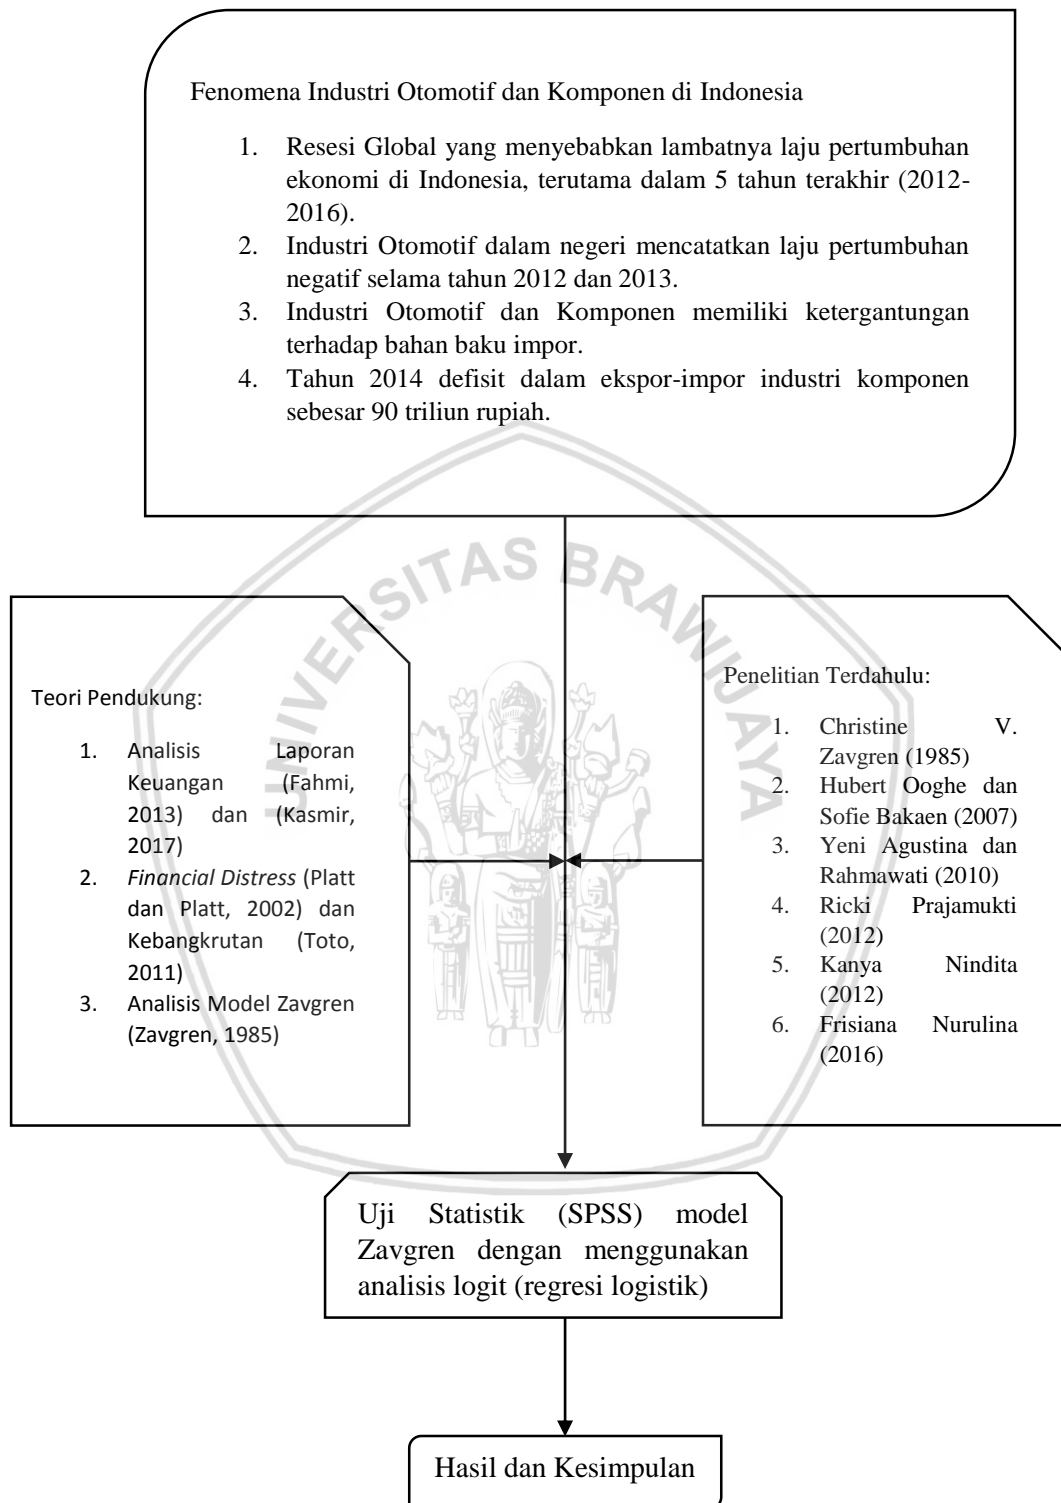 Fenomena Industri Otomotif dan Komponen di Indonesia
1. Resesi Global yang menyebabkan lambatnya laju pertumbuhan
ekonomi di Indonesia, terutama dalam 5 tahun terakhir (2012-
2016).
2. Industri Otomotif dalam negeri mencatatkan laju pertumbuhan
negatif selama tahun 2012 dan 2013.
3. Industri Otomotif dan Komponen memiliki ketergantungan
terhadap bahan baku impor.
4. Tahun 2014 defisit dalam ekspor-impor industri komponen
sebesar 90 triliun rupiah.
UNIVERSITAS BRAWIJAYA
Teori Pendukung:
1. Analisis Laporan
Keuangan (Fahmi,
2013) dan (Kasmir,
2017)
2. Financial Distress (Platt
dan Platt, 2002) dan
Kebangkrutan (Toto,
2011)
3. Analisis Model Zavgren
(Zavgren, 1985)
Penelitian Terdahulu:
1. Christine V.
Zavgren (1985)
2. Hubert Ooghe dan
Sofie Bakaen (2007)
3. Yeni Agustina dan
Rahmawati (2010)
4. Ricki Prajamukti
(2012)
5. Kanya Nindita
(2012)
6. Frisiana Nurulina
(2016)
Uji Statistik (SPSS) model
Zavgren dengan menggunakan
analisis logit (regresi logistik)
Hasil dan Kesimpulan